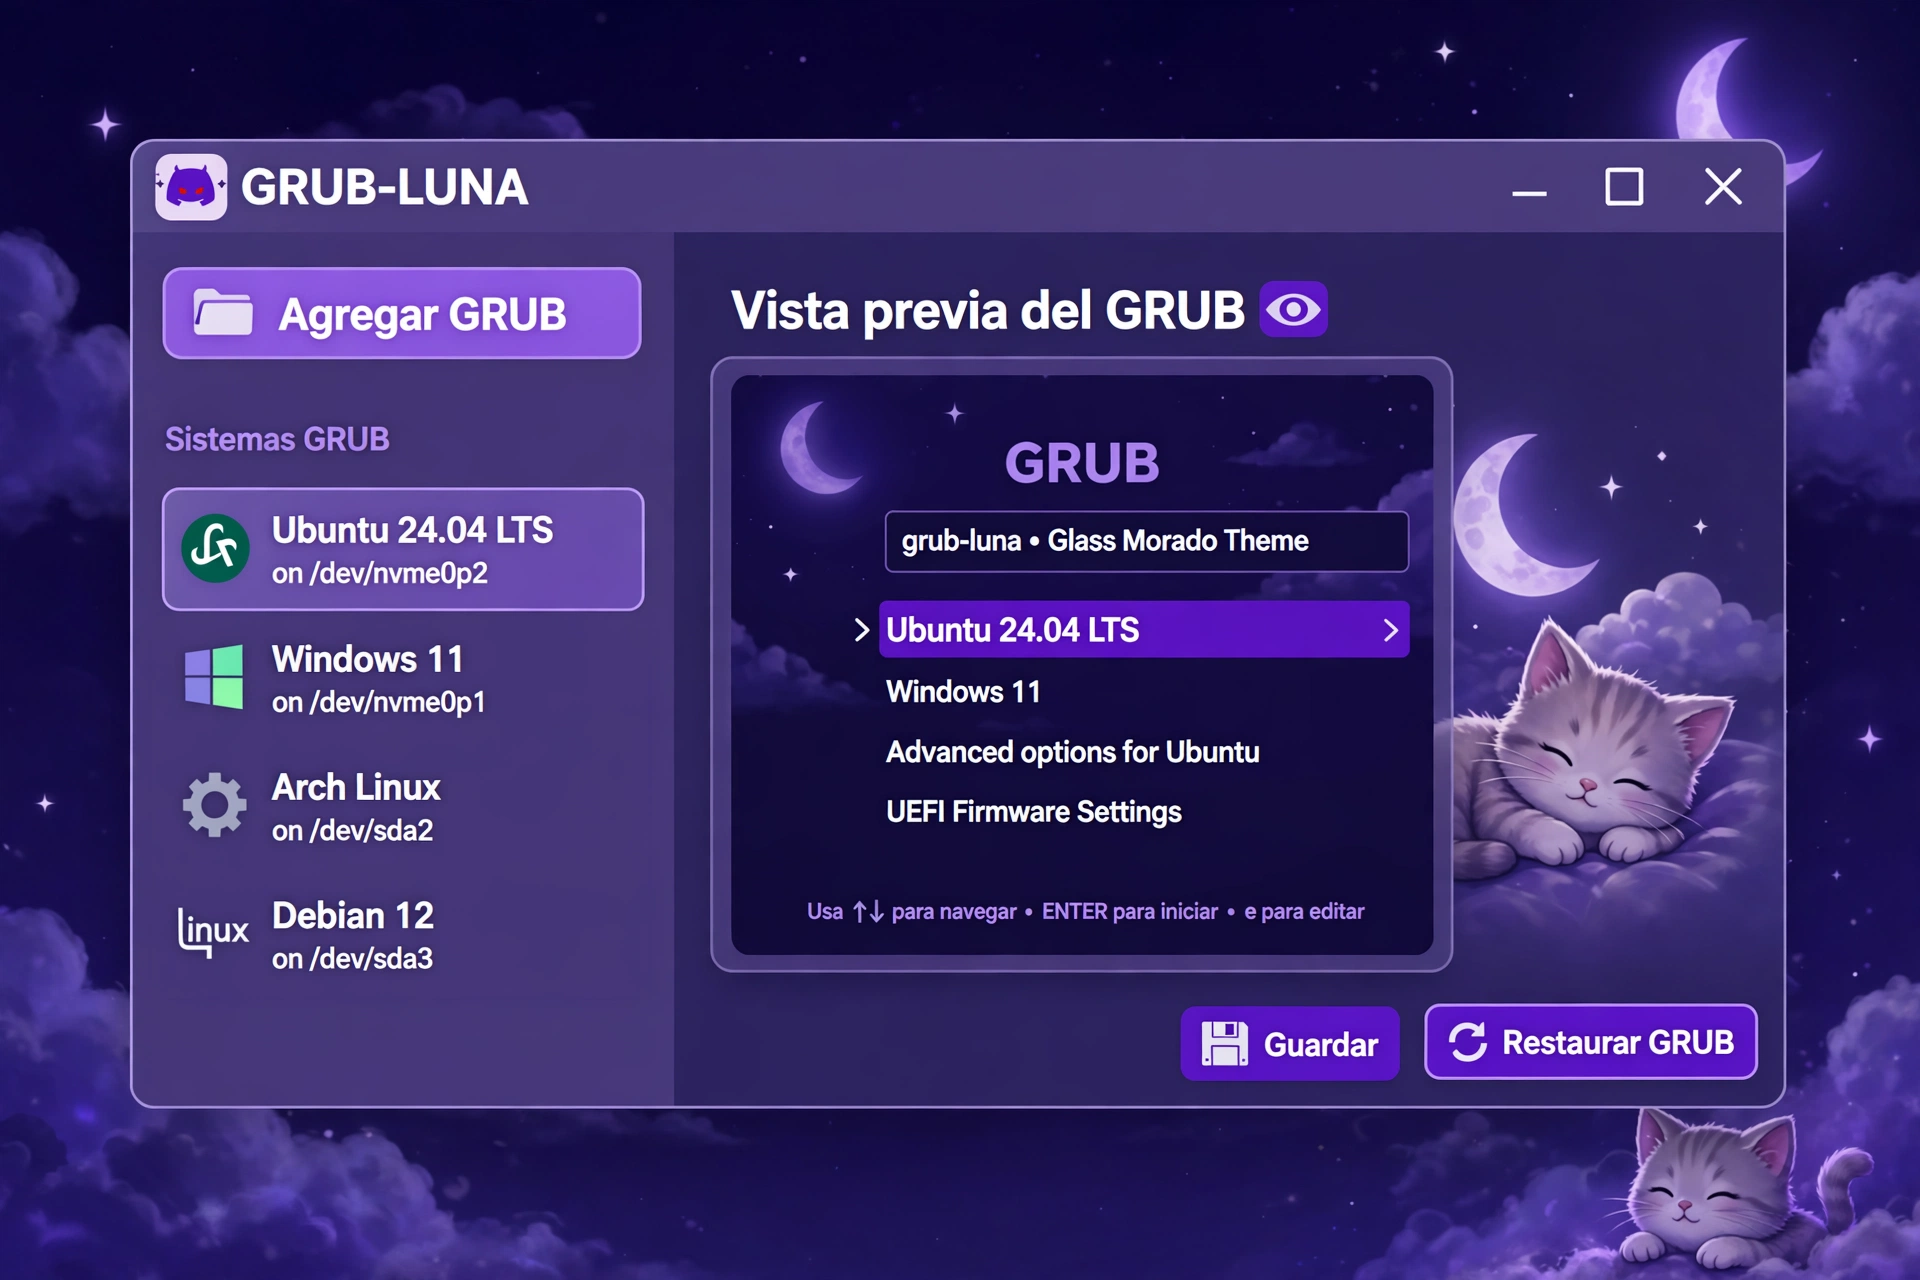 GRUB-LUNA
Agregar GRUB
Sistemas GRUB
Ubuntu 24.04 LTS
on /dev/nvme0p2
Windows 11
on /dev/nvme0p1
Arch Linux
on /dev/sda2
Linux
Debian 12
on /dev/sda3
Vista previa del GRUB
GRUB
grub-luna • Glass Morado Theme
Ubuntu 24.04 LTS
Windows 11
Advanced options for Ubuntu
UEFI Firmware Settings
Usa ↑↓ para navegar • ENTER para iniciar • e para editar
Guardar
Restaurar GRUB